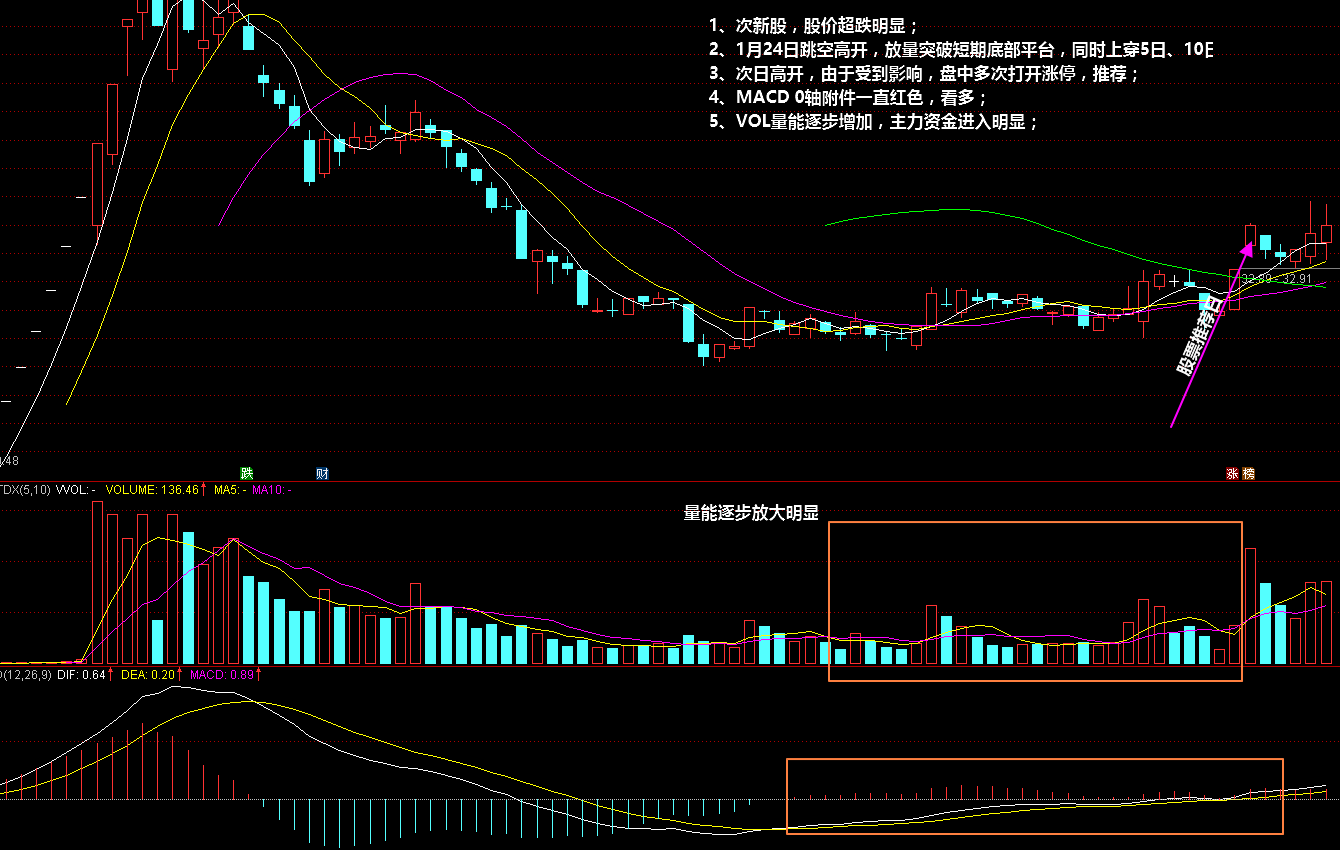 1、次新股，股价超跌明显；
2、1月24日跳空高开，放量突破短期底部平台，同时上穿5日、10日
3、次日高开，由于受到影响，盘中多次打开涨停，推荐；
4、MACD 0轴附件一直红色，看多；
5、VOL量能逐步增加，主力资金进入明显；
32.89 - 32.91
股票推荐日
.48
跌 财 涨 榜
TDX(5,10) VVOL: - VOLUME: 136.46↑ MA5: - MA10: -
量能逐步放大明显
(12,26,9) DIF: 0.64↑ DEA: 0.20↑ MACD: 0.89↑